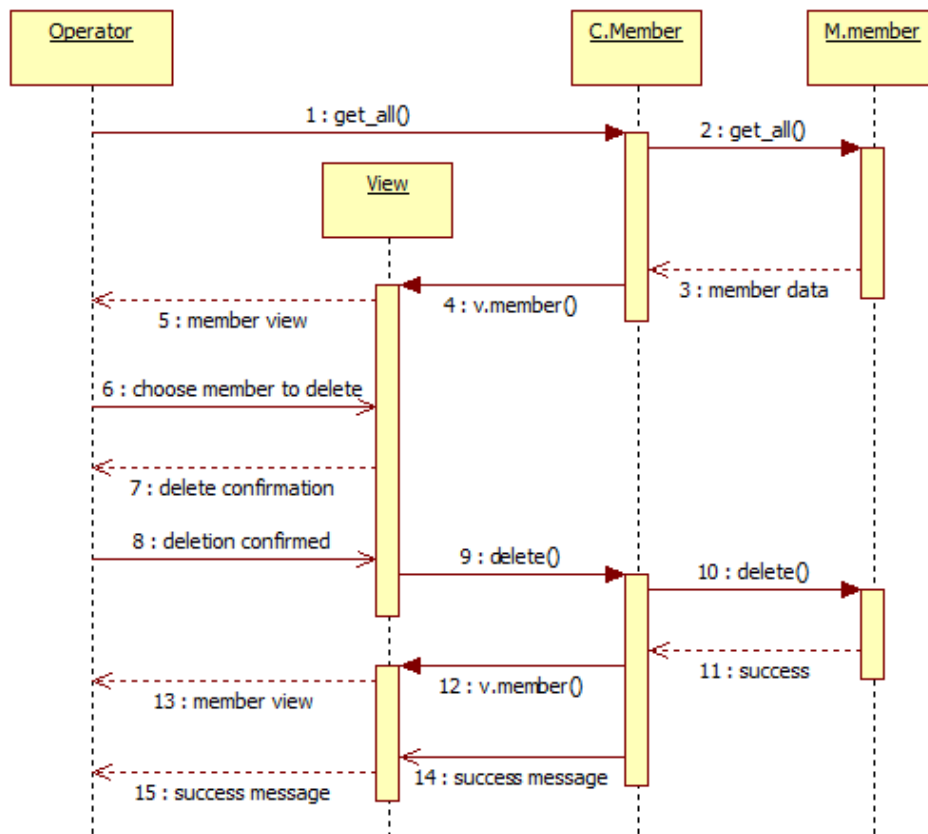 Operator
C.Member
M.member
1 : get_all()
2 : get_all()
View
3 : member data
4 : v.member()
5 : member view
6 : choose member to delete
7 : delete confirmation
8 : deletion confirmed
9 : delete()
10 : delete()
11 : success
12 : v.member()
13 : member view
14 : success message
15 : success message